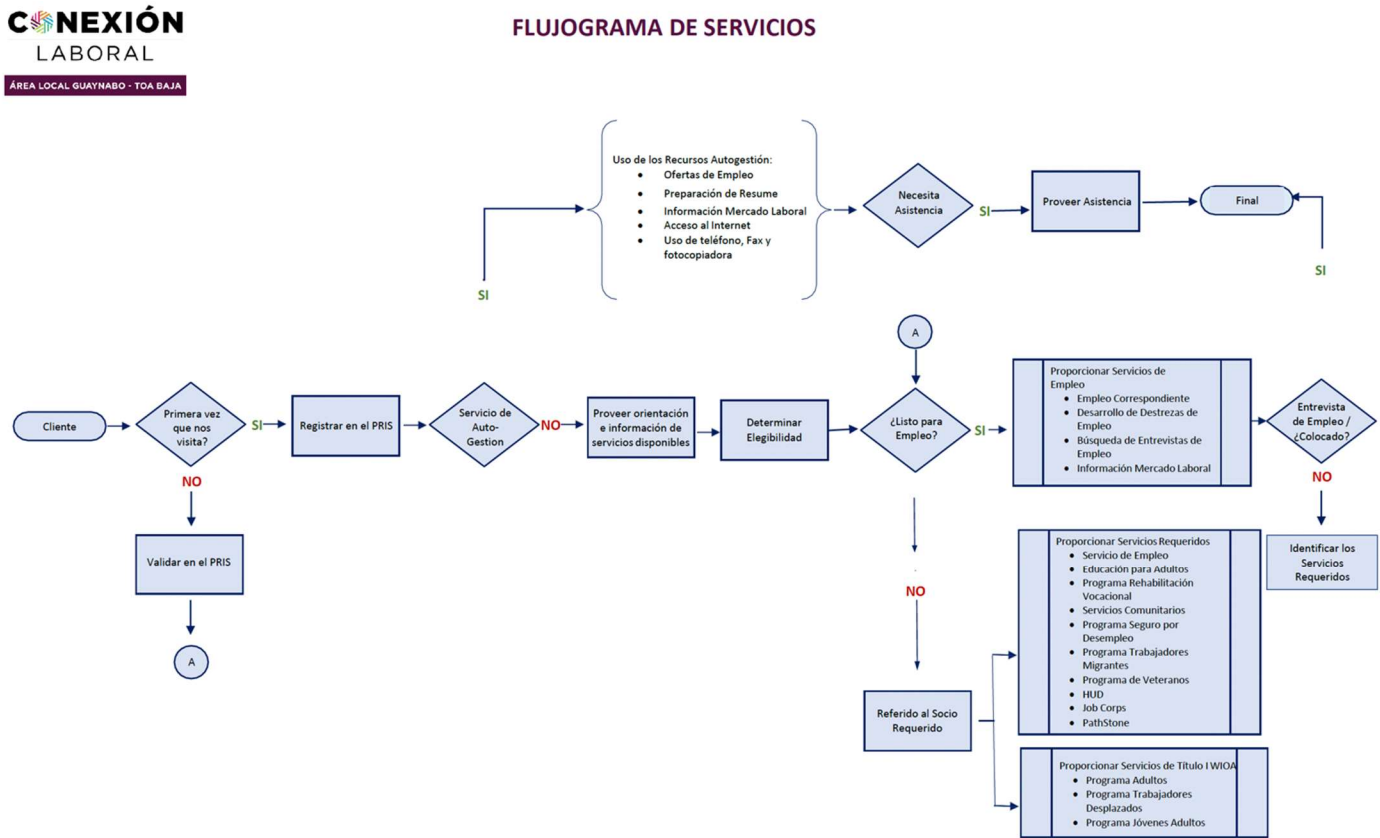 CONEXIÓN
LABORAL
ÁREA LOCAL GUAYNABO - TOA BAJA
FLUJOGRAMA DE SERVICIOS
Uso de los Recursos Autogestión:
• Ofertas de Empleo
• Preparación de Resume
• Información Mercado Laboral
• Acceso al Internet
• Uso de teléfono, Fax y
fotocopiadora
Necesita
Asistencia
SI
Proveer Asistencia
Final
SI
SI
A
Cliente
Primera vez
que nos
visita?
SI
Registrar en el PRIS
Servicio de
Auto-
Gestion
NO
Proveer orientación
e información de
servicios disponibles
Determinar
Elegibilidad
¿Listo para
Empleo?
SI
Proporcionar Servicios de
Empleo
• Empleo Correspondiente
• Desarrollo de Destrezas de
Empleo
• Búsqueda de Entrevistas de
Empleo
• Información Mercado Laboral
Entrevista
de Empleo /
¿Colocado?
NO
Identificar los
Servicios
Requeridos
NO
Validar en el PRIS
A
NO
Referido al Socio
Requerido
Proporcionar Servicios Requeridos
• Servicio de Empleo
• Educación para Adultos
• Programa Rehabilitación
Vocacional
• Servicios Comunitarios
• Programa Seguro por
Desempleo
• Programa Trabajadores
Migrantes
• Programa de Veteranos
• HUD
• Job Corps
• PathStone
Proporcionar Servicios de Título I WIOA
• Programa Adultos
• Programa Trabajadores
Desplazados
• Programa Jóvenes Adultos